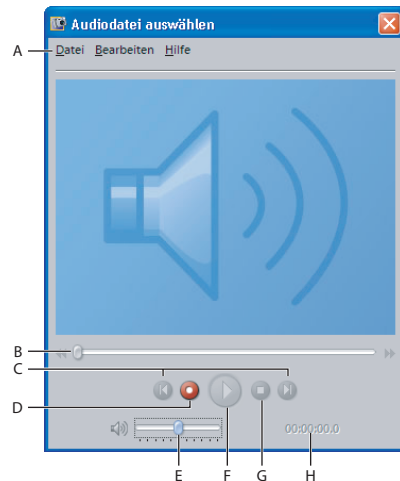 Audiodatei auswählen
A
Datei Bearbeiten Hilfe
B
C
D
00:00:00.0
E F G H